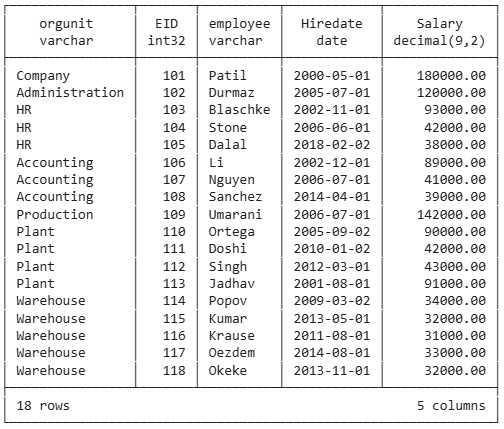 orgunit EID employee Hiredate Salary
varchar int32 varchar date decimal(9,2)
Company 101 Patil 2000-05-01 180000.00
Administration 102 Durmaz 2005-07-01 120000.00
HR 103 Blaschke 2002-11-01 93000.00
HR 104 Stone 2006-06-01 42000.00
HR 105 Dalal 2018-02-02 38000.00
Accounting 106 Li 2002-12-01 89000.00
Accounting 107 Nguyen 2006-07-01 41000.00
Accounting 108 Sanchez 2014-04-01 39000.00
Production 109 Umarani 2006-07-01 142000.00
Plant 110 Ortega 2005-09-02 90000.00
Plant 111 Doshi 2010-01-02 42000.00
Plant 112 Singh 2012-03-01 43000.00
Plant 113 Jadhav 2001-08-01 91000.00
Warehouse 114 Popov 2009-03-02 34000.00
Warehouse 115 Kumar 2013-05-01 32000.00
Warehouse 116 Krause 2011-08-01 31000.00
Warehouse 117 Oezdem 2014-08-01 33000.00
Warehouse 118 Okeke 2013-11-01 32000.00
18 rows 5 columns